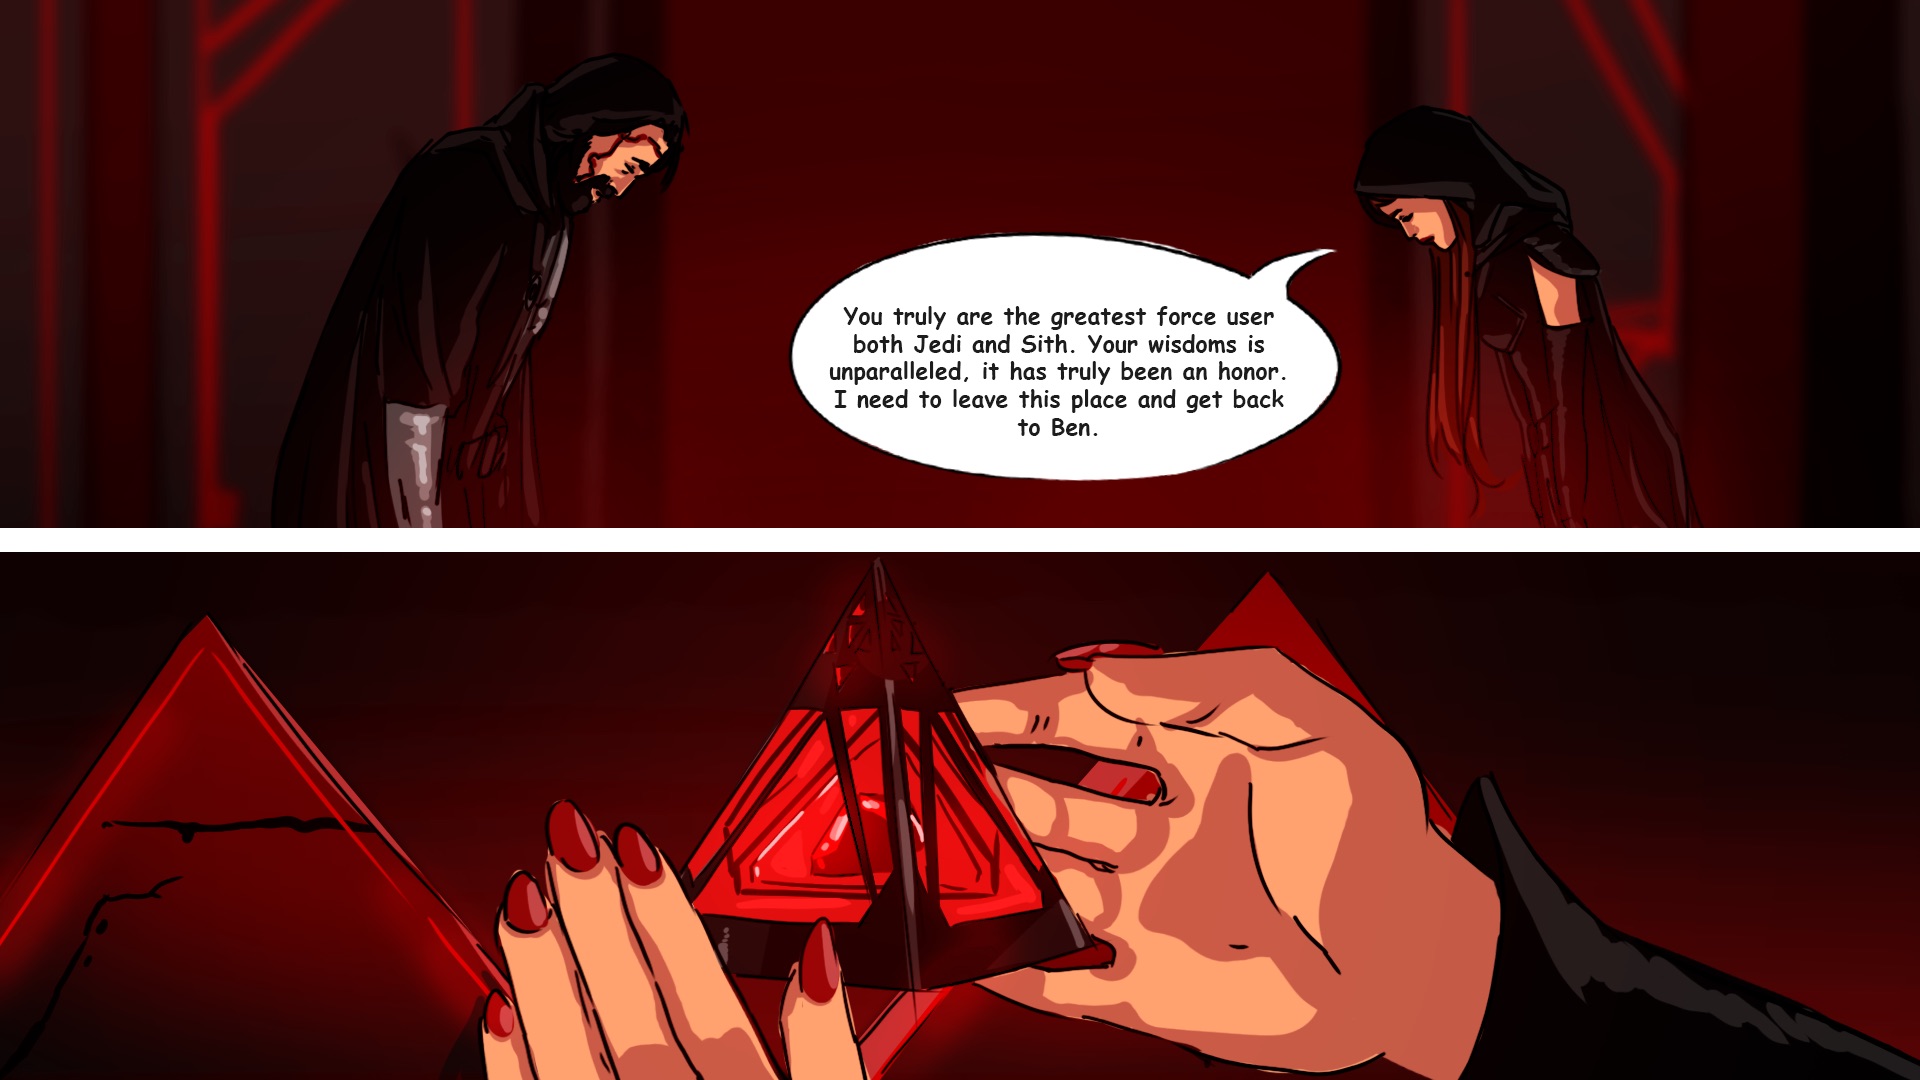 You truly are the greatest force user
both Jedi and Sith. Your wisdoms is
unparalleled, it has truly been an honor.
I need to leave this place and get back
to Ben.